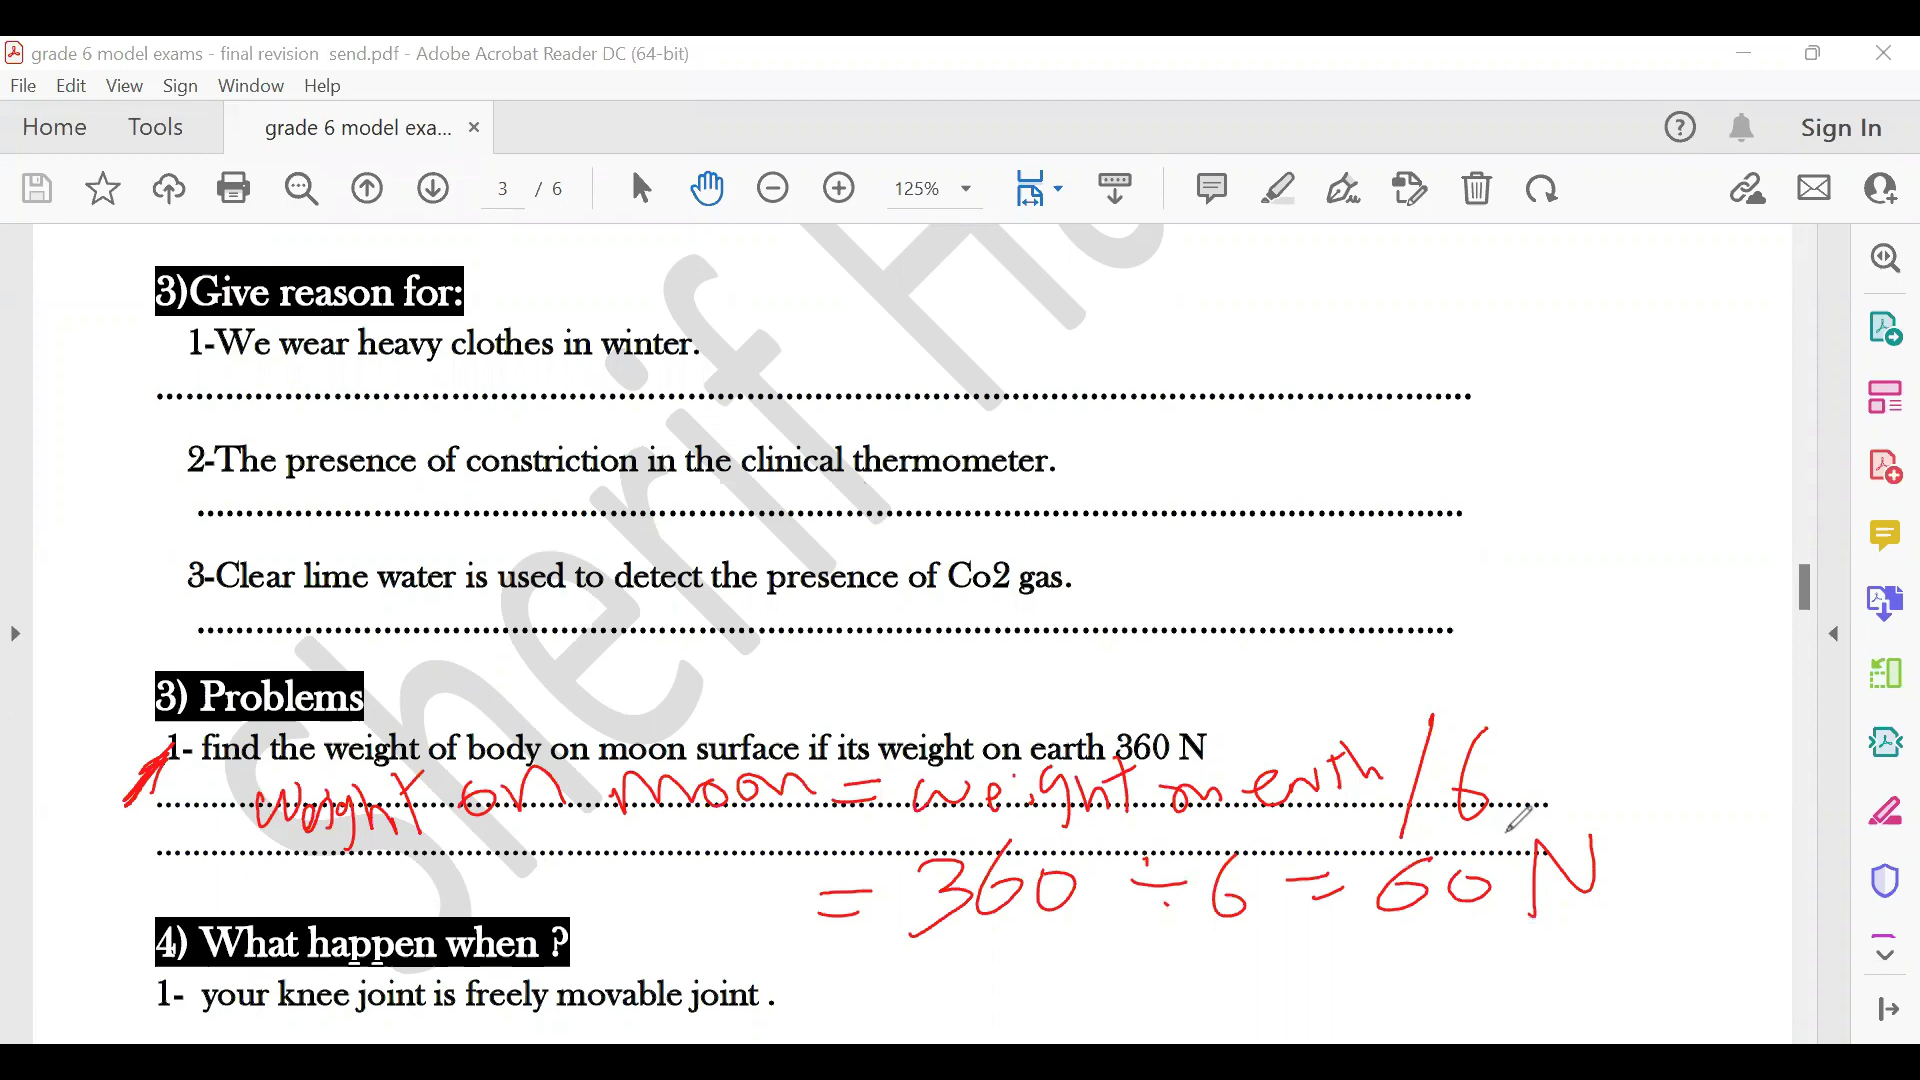 grade 6 model exams - final revision  send.pdf - Adobe Acrobat Reader DC (64-bit)
File Edit View Sign Window Help
Home Tools grade 6 model exa... × Sign In
3 / 6 125%
3)Give reason for:
1-We wear heavy clothes in winter.
2-The presence of constriction in the clinical thermometer.
3-Clear lime water is used to detect the presence of Co2 gas.
3) Problems
1- find the weight of body on moon surface if its weight on earth 360 N
weight on moon = weight on earth / 6
= 360 ÷ 6 = 60 N
4) What happen when ?
1- your knee joint is freely movable joint .
Sherif Ha